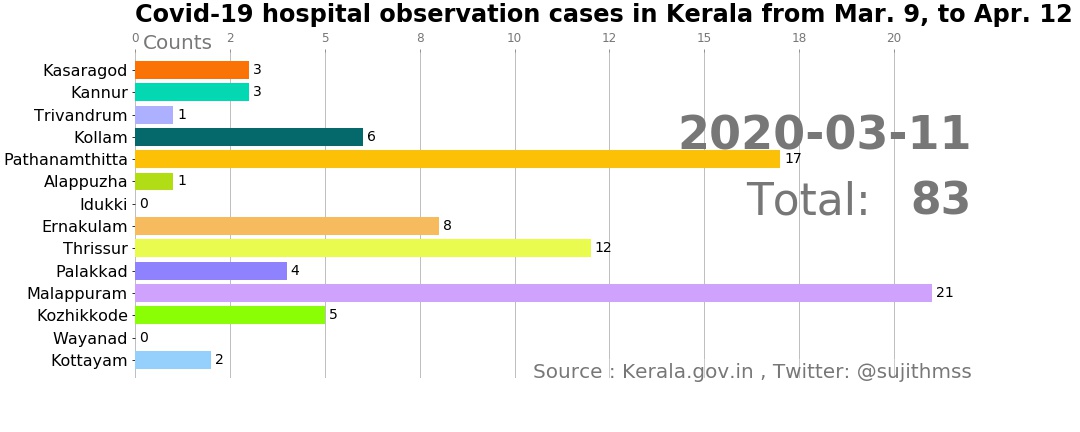 Covid-19 hospital observation cases in Kerala from Mar. 9, to Apr. 12
0 2 5 8 10 12 15 18 20
Counts
Kasaragod 3
Kannur 3
Trivandrum 1
2020-03-11
Kollam 6
Pathanamthitta 17
Alappuzha 1
Total: 83
Idukki 0
Ernakulam 8
Thrissur 12
Palakkad 4
Malappuram 21
Kozhikkode 5
Wayanad 0
Kottayam 2
Source : Kerala.gov.in , Twitter: @sujithmss